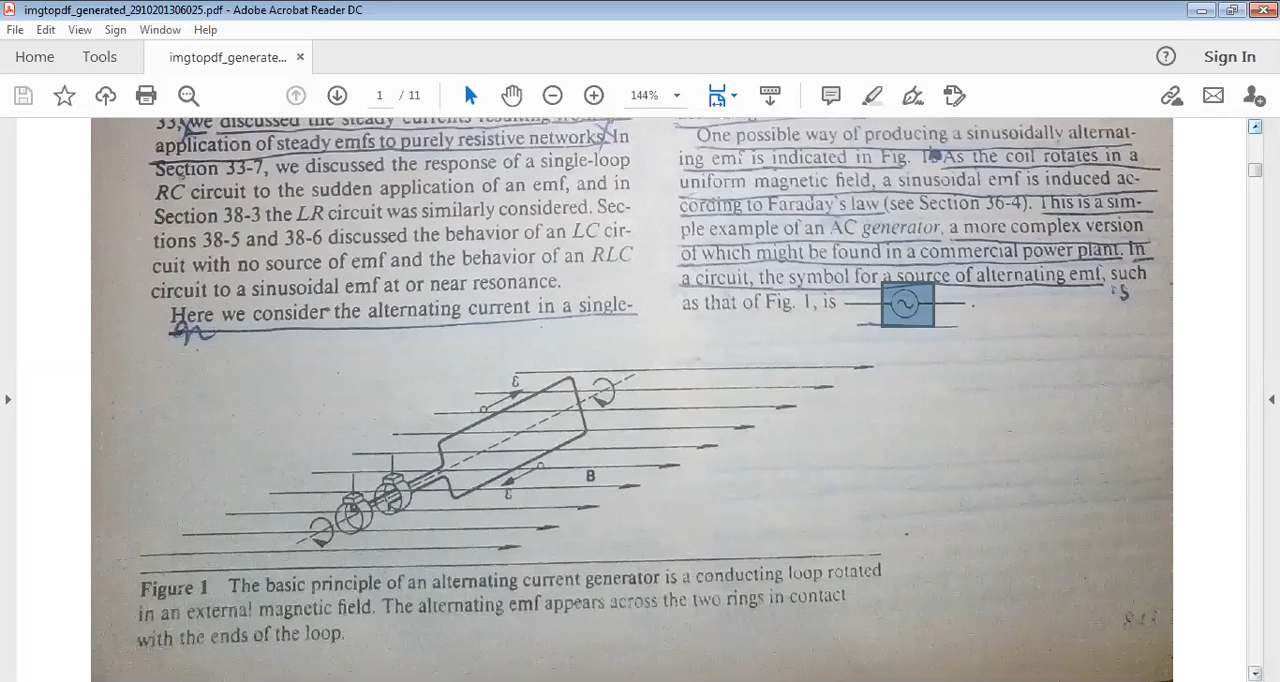 imgtopdf_generated_2910201306025.pdf - Adobe Acrobat Reader DC
File Edit View Sign Window Help
Home Tools imgtopdf_generate... ×
? Sign In
1 / 11 144%
33, we discussed the steady currents resulting from
application of steady emfs to purely resistive networks. In
Section 33-7, we discussed the response of a single-loop
RC circuit to the sudden application of an emf, and in
Section 38-3 the LR circuit was similarly considered. Sec-
tions 38-5 and 38-6 discussed the behavior of an LC cir-
cuit with no source of emf and the behavior of an RLC
circuit to a sinusoidal emf at or near resonance.
Here we consider the alternating current in a single-
One possible way of producing a sinusoidally alternat-
ing emf is indicated in Fig. 1. As the coil rotates in a
uniform magnetic field, a sinusoidal emf is induced ac-
cording to Faraday's law (see Section 36-4). This is a sim-
ple example of an AC generator, a more complex version
of which might be found in a commercial power plant. In
a circuit, the symbol for a source of alternating emf, such
is
as that of Fig. 1, is .
ε
B
ε
Figure 1 The basic principle of an alternating current generator is a conducting loop rotated
in an external magnetic field. The alternating emf appears across the two rings in contact
with the ends of the loop.